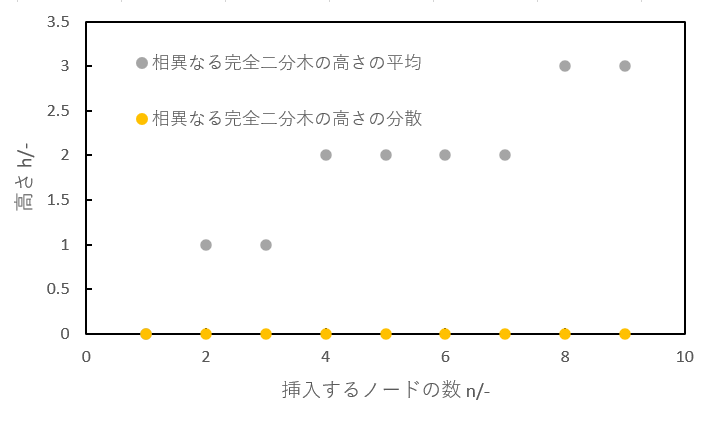 3.5
3
2.5
2
1.5
1
0.5
0
相異なる完全二分木の高さの平均
相異なる完全二分木の高さの分散
高さ h/-
0 2 4 6 8 10
挿入するノードの数 n/-